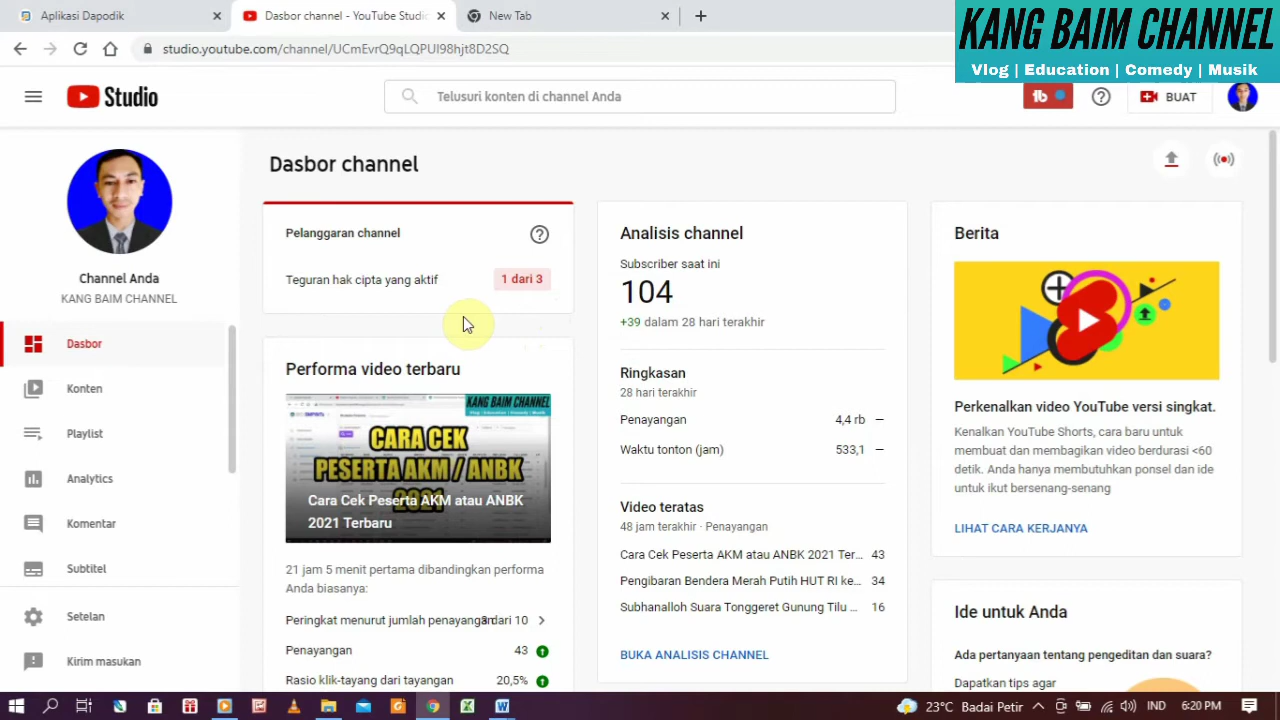 Aplikasi Dapodik
Dasbor channel - YouTube Studio
New Tab
studio.youtube.com/channel/UCmEvrQ9qLQPUI98hjt8D2SQ
KANG BAIM CHANNEL
Vlog | Education | Comedy | Musik
Studio
Telusuri konten di channel Anda
BUAT
Dasbor channel
Channel Anda
KANG BAIM CHANNEL
Dasbor
Konten
Playlist
Analytics
Komentar
Subtitel
Setelan
Kirim masukan
Pelanggaran channel
Teguran hak cipta yang aktif
1 dari 3
Performa video terbaru
KANG BAIM CHANNEL
CARA CEK
PESERTA AKM / ANBK
2021
Cara Cek Peserta AKM atau ANBK
2021 Terbaru
21 jam 5 menit pertama dibandingkan performa
Anda biasanya:
Peringkat menurut jumlah penayangan 3 dari 10
Penayangan 43
Rasio klik-tayang dari tayangan 20,5%
Analisis channel
Subscriber saat ini
104
+39 dalam 28 hari terakhir
Ringkasan
28 hari terakhir
Penayangan 4,4 rb —
Waktu tonton (jam) 533,1 —
Video teratas
48 jam terakhir · Penayangan
Cara Cek Peserta AKM atau ANBK 2021 Ter... 43
Pengibaran Bendera Merah Putih HUT RI ke... 34
Subhanalloh Suara Tonggeret Gunung Tilu ... 16
BUKA ANALISIS CHANNEL
Berita
Perkenalkan video YouTube versi singkat.
Kenalkan YouTube Shorts, cara baru untuk
membuat dan membagikan video berdurasi <60
detik. Anda hanya membutuhkan ponsel dan ide
untuk ikut bersenang-senang
LIHAT CARA KERJANYA
Ide untuk Anda
Ada pertanyaan tentang pengeditan dan suara?
Dapatkan tips agar
23°C Badai Petir
IND
6:20 PM